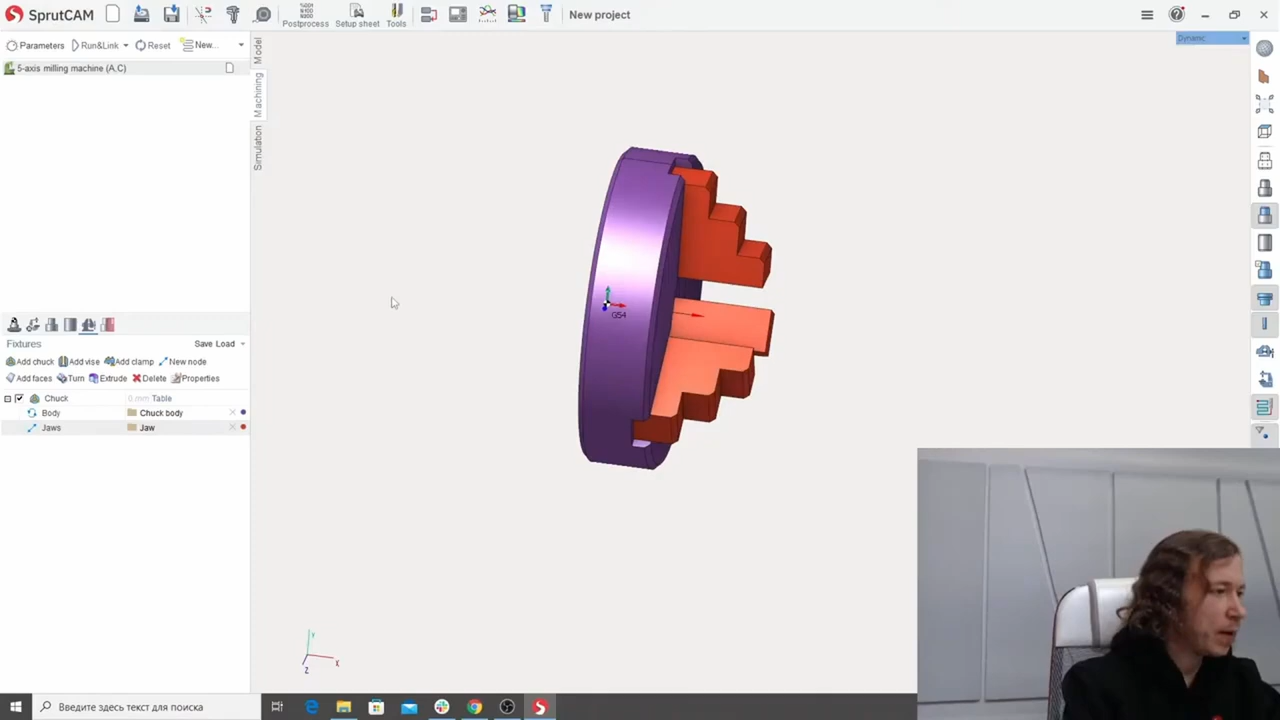 SprutCAM
Postprocess
Setup sheet
Tools
New project
Parameters
Run&Link
Reset
New...
Dynamic
5-axis milling machine (A,C)
Model
Machining
Simulation
G54
Fixtures
Save Load
Add chuck
Add vise
Add clamp
New node
Add faces
Turn
Extrude
Delete
Properties
Chuck
0 mm Table
Body
Chuck body
Jaws
Jaw
Y
X
Z
Введите здесь текст для поиска